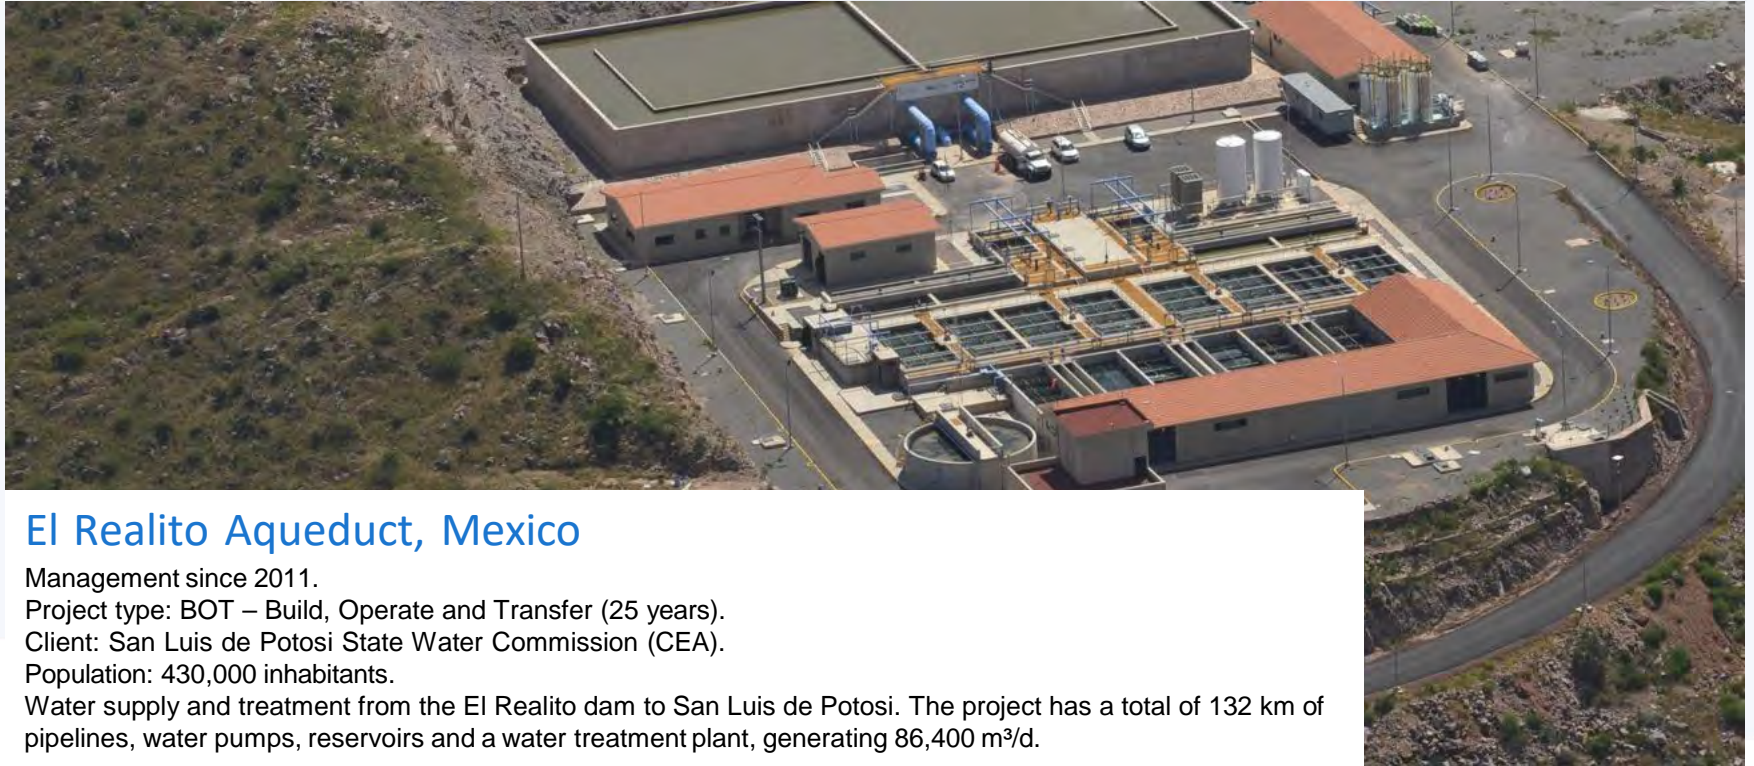 El Realito Aqueduct, Mexico
Management since 2011.
Project type: BOT – Build, Operate and Transfer (25 years).
Client: San Luis de Potosi State Water Commission (CEA).
Population: 430,000 inhabitants.
Water supply and treatment from the El Realito dam to San Luis de Potosi. The project has a total of 132 km of
pipelines, water pumps, reservoirs and a water treatment plant, generating 86,400 m³/d.